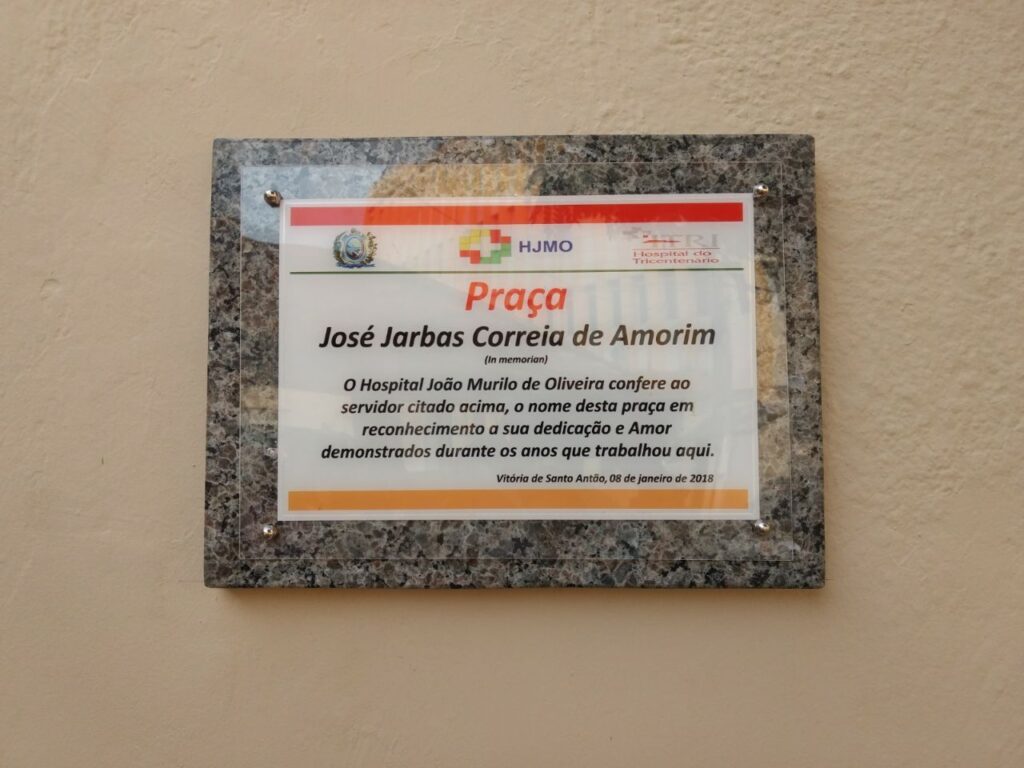 HJMO
HTRI
Hospital do
Tricentenário
Praça
José Jarbas Correia de Amorim
(In memorian)
O Hospital João Murilo de Oliveira confere ao
servidor citado acima, o nome desta praça em
reconhecimento a sua dedicação e Amor
demonstrados durante os anos que trabalhou aqui.
Vitória de Santo Antão, 08 de janeiro de 2018